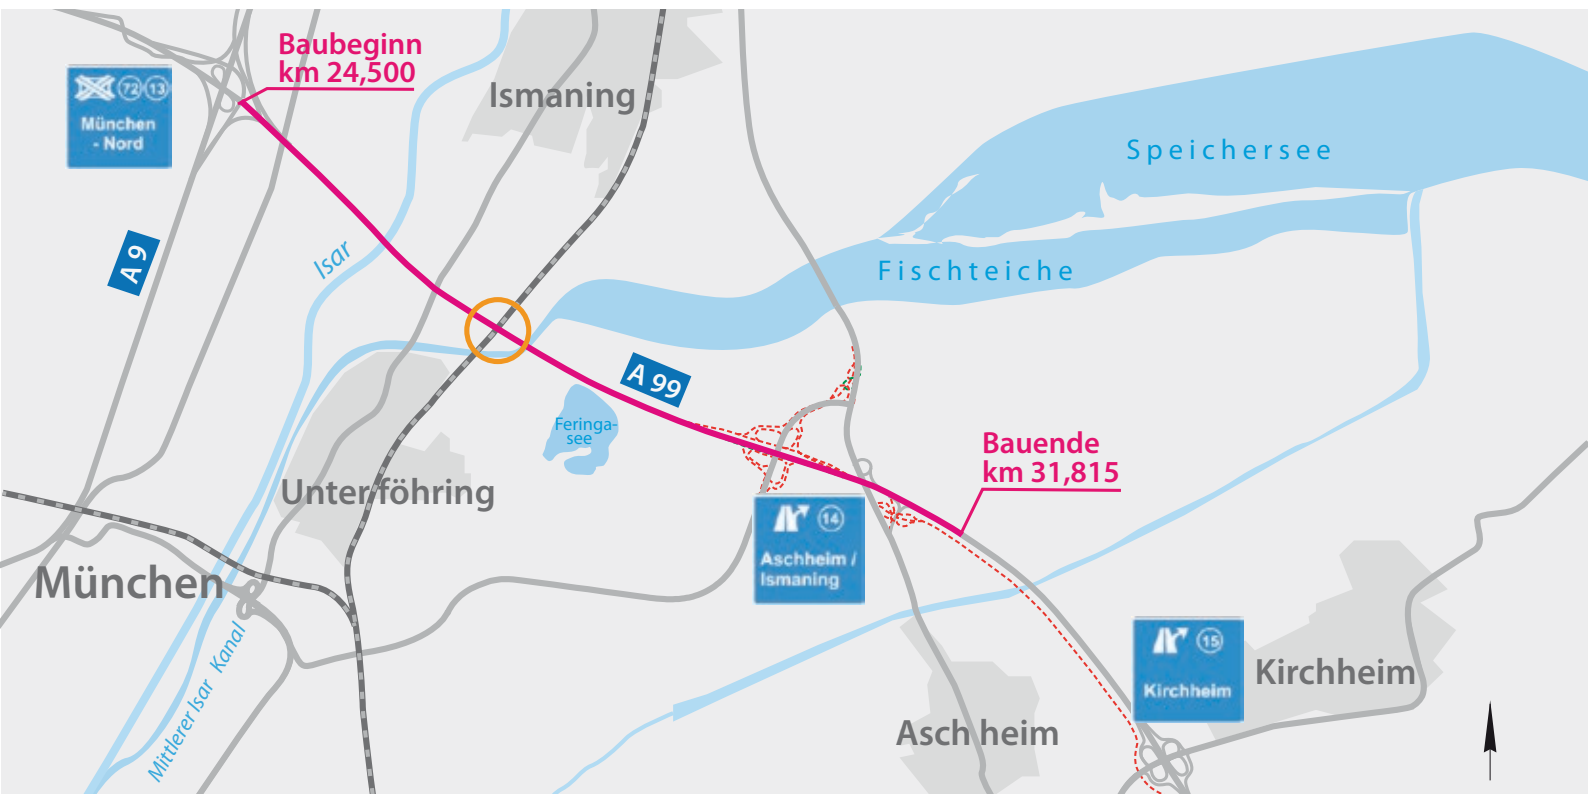 Baubeginn
km 24,500
72 13
München
- Nord
Ismaning
Speichersee
Fischteiche
Isar
A 9
A 99
Feringa-
see
Bauende
km 31,815
Unterföhring
14
Aschheim /
Ismaning
München
Mittlerer Isar Kanal
15
Kirchheim
Kirchheim
Aschheim